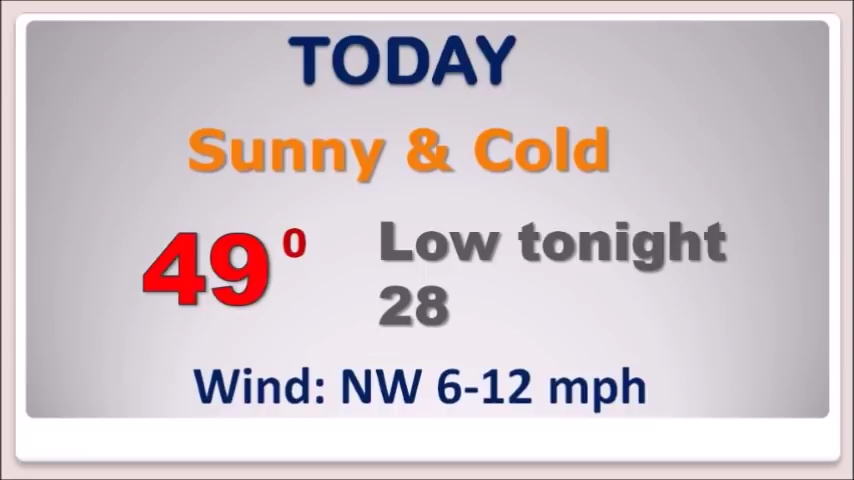 TODAY
Sunny & Cold
49⁰ Low tonight
28
Wind: NW 6-12 mph